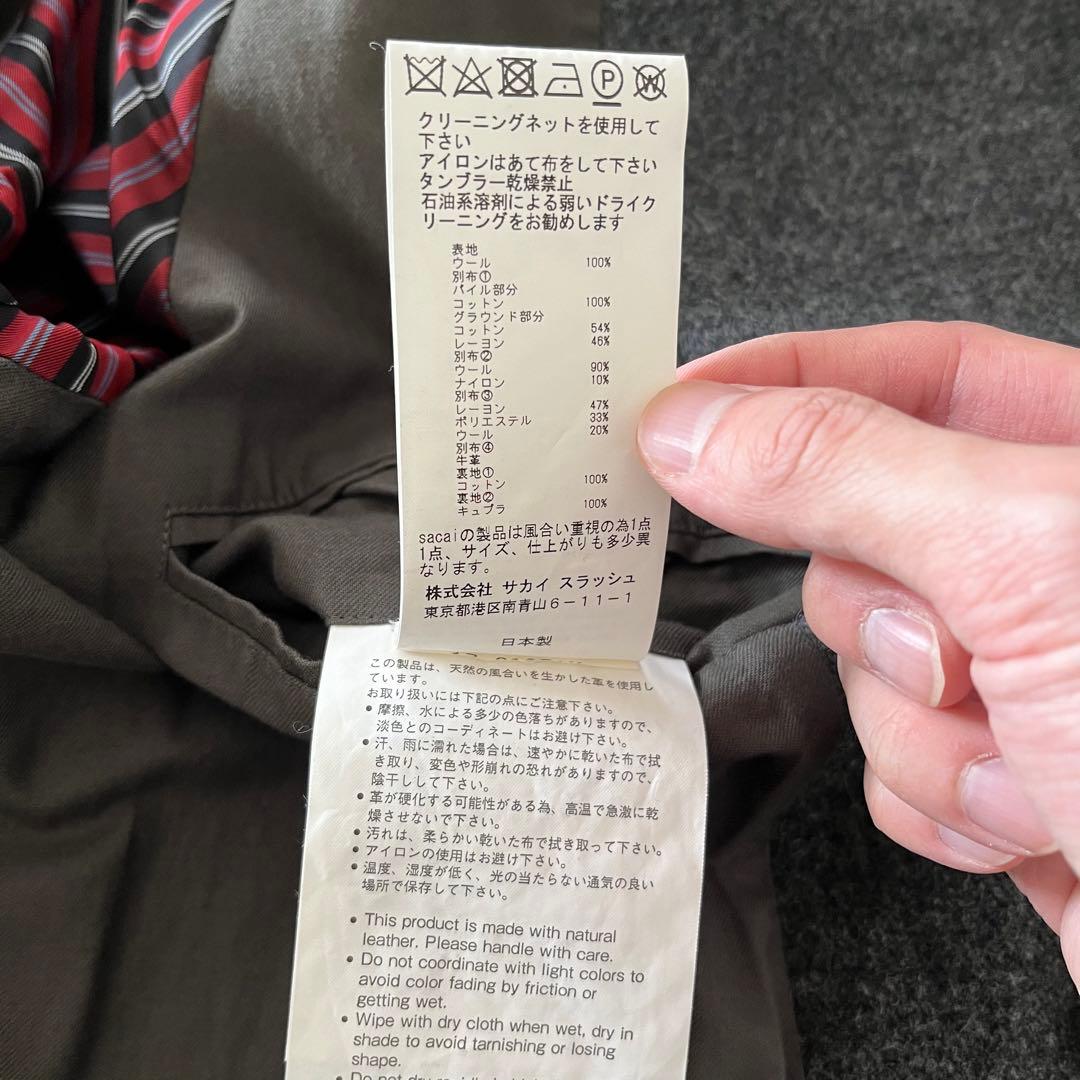 P W
クリーニングネットを使用して
下さい
アイロンはあて布をして下さい
タンブラー乾燥禁止
石油系溶剤による弱いドライク
リーニングをお勧めします
表地
ウール 100%
別布①
パイル部分
コットン 100%
グラウンド部分
コットン 54%
レーヨン 46%
別布②
ウール 90%
ナイロン 10%
別布③
レーヨン 47%
ポリエステル 33%
ウール 20%
別布④
牛革
裏地①
コットン 100%
裏地②
キュプラ 100%
sacaiの製品は風合い重視の為1点
1点、サイズ、仕上がりも多少異
なります。
株式会社 サカイ スラッシュ
東京都港区南青山6-11-1
日本製
この製品は、天然の風合いを生かした革を使用し
ています。
お取り扱いには下記の点にご注意下さい。
• 摩擦、水による多少の色落ちがありますので、
淡色とのコーディネートはお避け下さい。
• 汗、雨に濡れた場合は、速やかに乾いた布で拭
き取り、変色や形崩れの恐れがありますので、
陰干しして下さい。
• 革が硬化する可能性がある為、高温で急激に乾
燥させないで下さい。
• 汚れは、柔らかい乾いた布で拭き取って下さい。
• アイロンの使用はお避け下さい。
• 温度、湿度が低く、光の当たらない通気の良い
場所で保存して下さい。
• This product is made with natural
leather. Please handle with care.
• Do not coordinate with light colors to
avoid color fading by friction or
getting wet.
• Wipe with dry cloth when wet, dry in
shade to avoid tarnishing or losing
shape.
• Do not dry